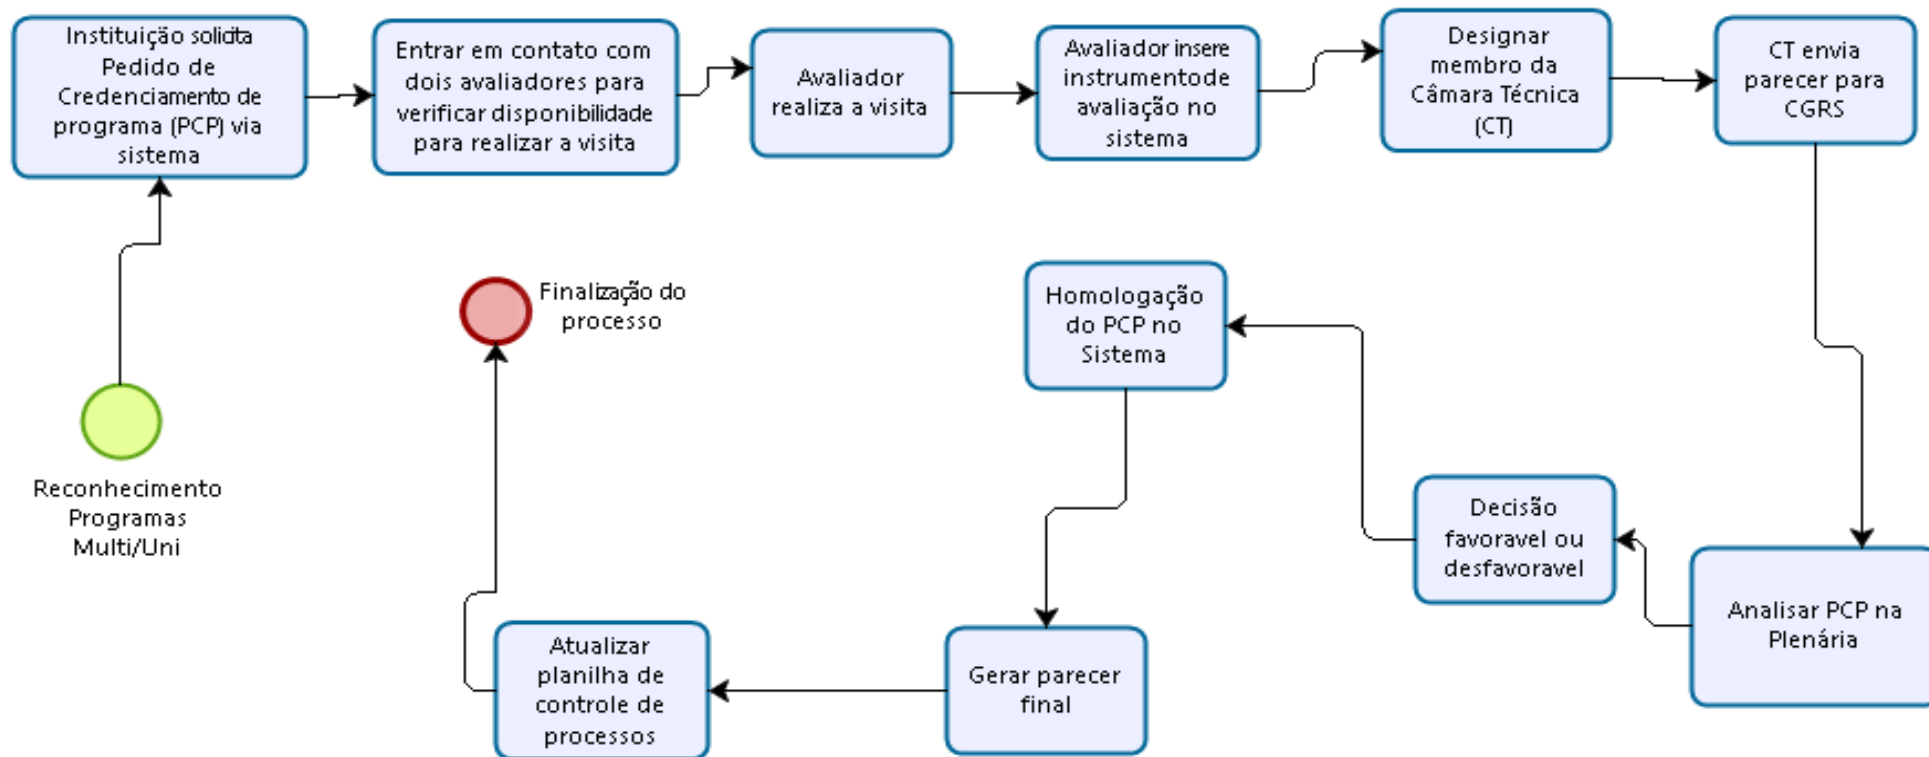 Instituição solicita
Pedido de
Credenciamento de
programa (PCP) via
sistema
Entrar em contato com
dois avaliadores para
verificar disponibilidade
para realizar a visita
Avaliador
realiza a visita
Avaliador insere
instrumento de
avaliação no
sistema
Designar
membro da
Câmara Técnica
(CT)
CT envia
parecer para
CGRS
Finalização do
processo
Homologação
do PCP no
Sistema
Reconhecimento
Programas
Multi/Uni
Decisão
favoravel ou
desfavoravel
Analisar PCP na
Plenária
Gerar parecer
final
Atualizar
planilha de
controle de
processos